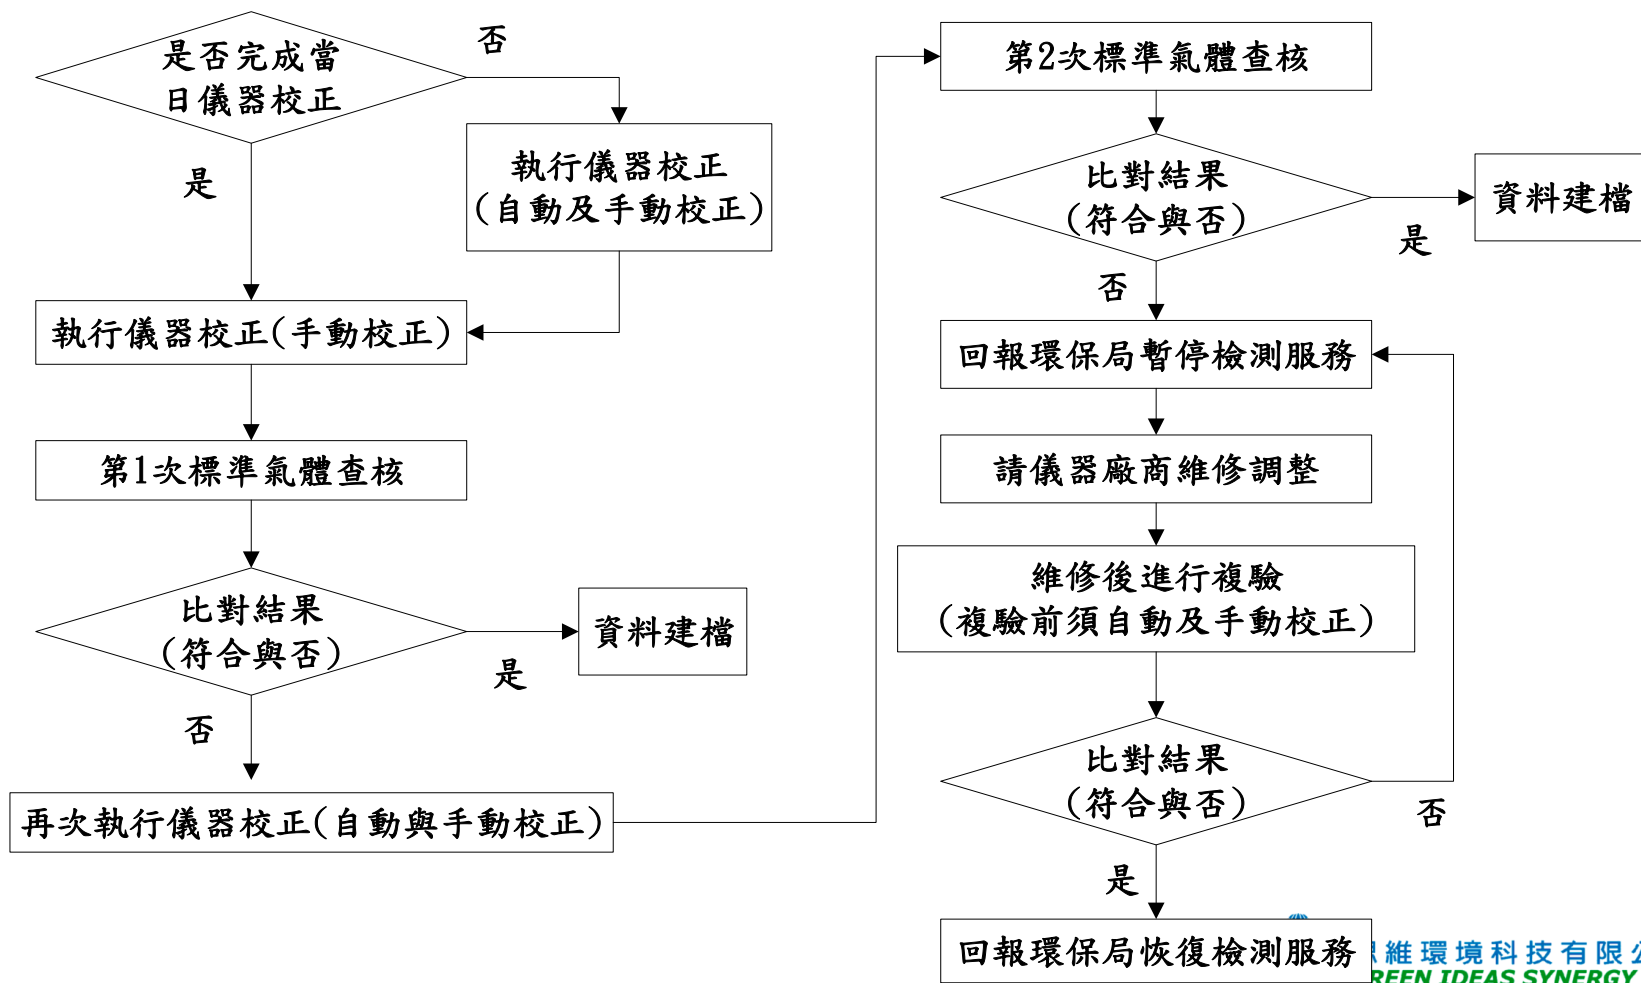 是否完成當
日儀器校正
否
是
執行儀器校正
(自動及手動校正)
執行儀器校正(手動校正)
第1次標準氣體查核
比對結果
(符合與否)
是
資料建檔
否
再次執行儀器校正(自動與手動校正)
第2次標準氣體查核
比對結果
(符合與否)
是
資料建檔
否
回報環保局暫停檢測服務
請儀器廠商維修調整
維修後進行複驗
(複驗前須自動及手動校正)
比對結果
(符合與否)
否
是
回報環保局恢復檢測服務
維環境科技有限
IDEAS SYNERGY